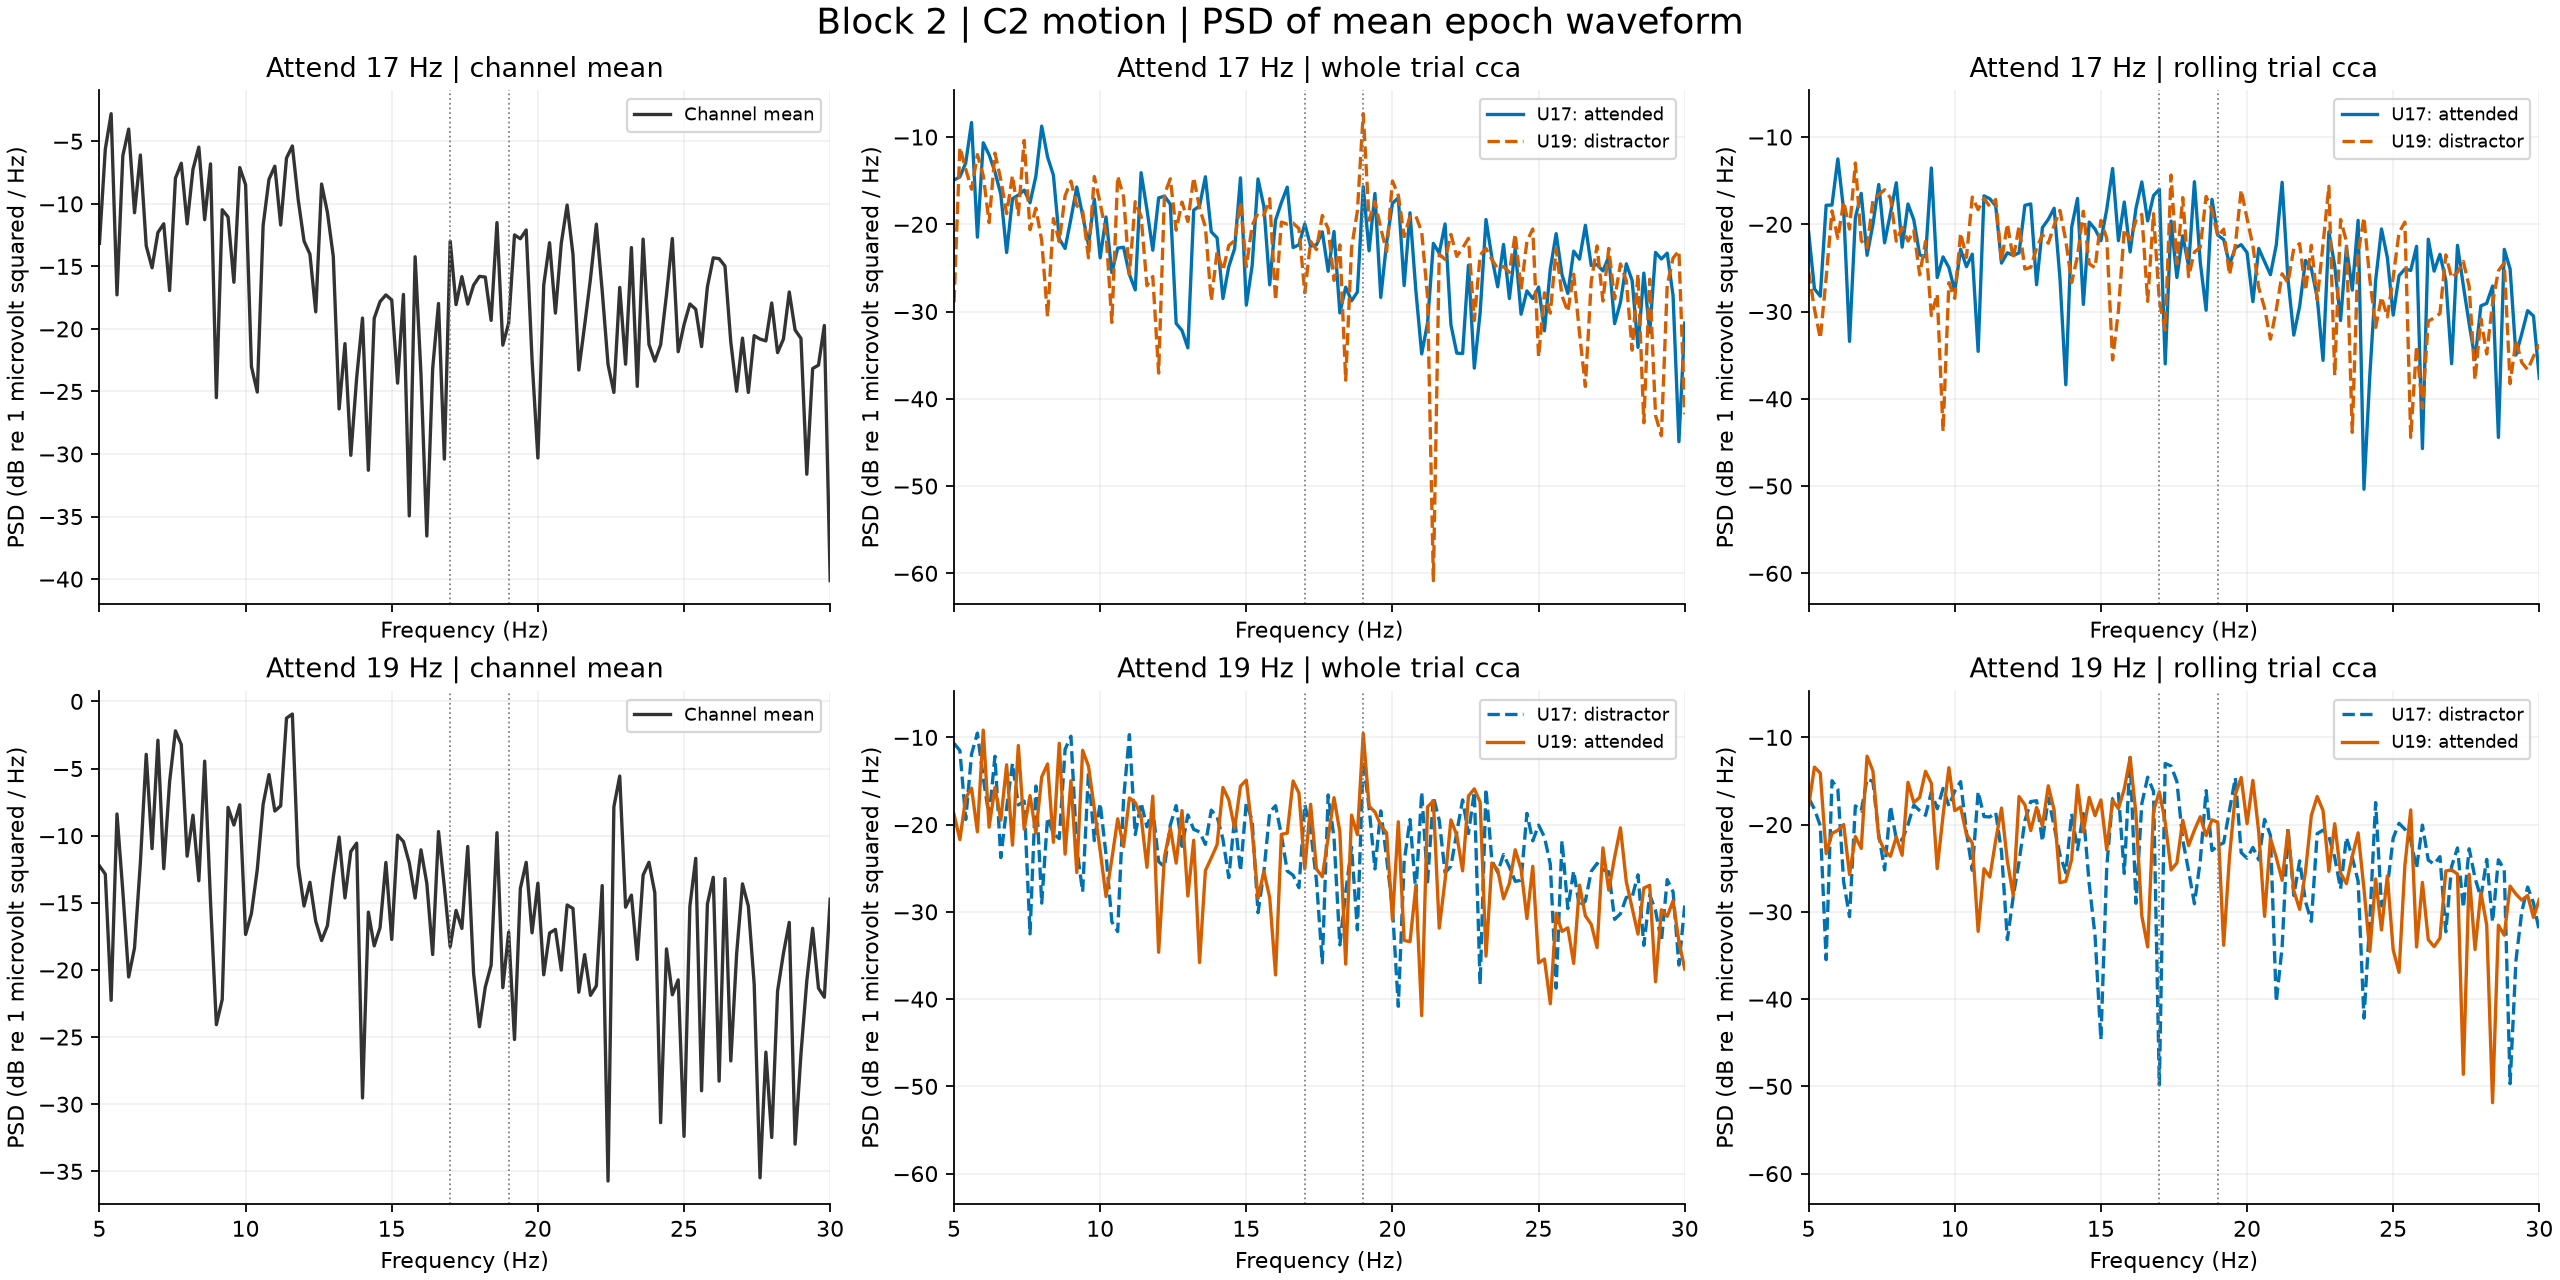 Block 2 | C2 motion | PSD of mean epoch waveform
Attend 17 Hz | channel mean
Channel mean
PSD (dB re 1 microvolt squared / Hz)
−5
−10
−15
−20
−25
−30
−35
−40
Frequency (Hz)
Attend 17 Hz | whole trial cca
U17: attended
U19: distractor
PSD (dB re 1 microvolt squared / Hz)
−10
−20
−30
−40
−50
−60
Frequency (Hz)
Attend 17 Hz | rolling trial cca
U17: attended
U19: distractor
PSD (dB re 1 microvolt squared / Hz)
−10
−20
−30
−40
−50
−60
Frequency (Hz)
Attend 19 Hz | channel mean
Channel mean
PSD (dB re 1 microvolt squared / Hz)
0
−5
−10
−15
−20
−25
−30
−35
5 10 15 20 25 30
Frequency (Hz)
Attend 19 Hz | whole trial cca
U17: distractor
U19: attended
PSD (dB re 1 microvolt squared / Hz)
−10
−20
−30
−40
−50
−60
5 10 15 20 25 30
Frequency (Hz)
Attend 19 Hz | rolling trial cca
U17: distractor
U19: attended
PSD (dB re 1 microvolt squared / Hz)
−10
−20
−30
−40
−50
−60
5 10 15 20 25 30
Frequency (Hz)